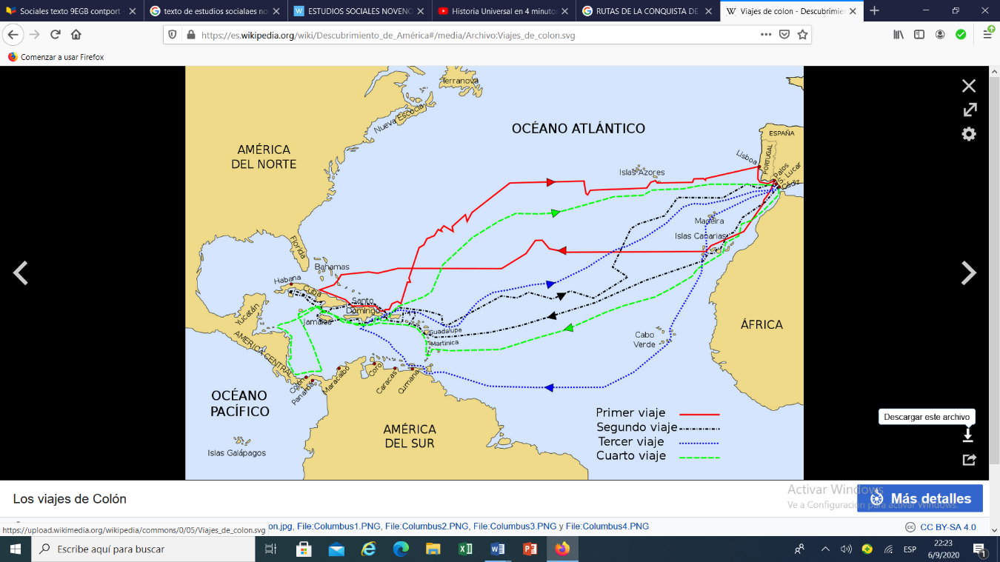 Sociales texto 9EGB contport
texto de estudios socialaes no
ESTUDIOS SOCIALES NOVENO
Historia Universal en 4 minutos
RUTAS DE LA CONQUISTA DE
Viajes de colon - Descubrimie
https://es.wikipedia.org/wiki/Descubrimiento_de_América#/media/Archivo:Viajes_de_colon.svg
Comenzar a usar Firefox
Terranova
Nueva Escocia
OCÉANO ATLÁNTICO
ESPAÑA
PORTUGAL
AMÉRICA
DEL NORTE
Lisboa
Palos
S. Lucar
Cádiz
Islas Azores
Madeira
Islas Canarias
Florida
Bahamas
Habana
Cuba
Santo
Domingo
Yucatán
Jamaica
Guadalupe
Martinica
ÁFRICA
Cabo
Verde
AMÉRICA CENTRAL
Colón
Panamá
Maracaibo
Coro
Caracas
Cumana
OCÉANO
PACÍFICO
AMÉRICA
DEL SUR
Islas Galápagos
Primer viaje
Segundo viaje
Tercer viaje
Cuarto viaje
Descargar este archivo
Los viajes de Colón
Activar Windows
Ve a Configuración para activar Windows.
Más detalles
https://upload.wikimedia.org/wikipedia/commons/0/05/Viajes_de_colon.svg
on.jpg, File:Columbus1.PNG, File:Columbus2.PNG, File:Columbus3.PNG y File:Columbus4.PNG
CC BY-SA 4.0
Escribe aquí para buscar
ESP
22:23
6/9/2020
1